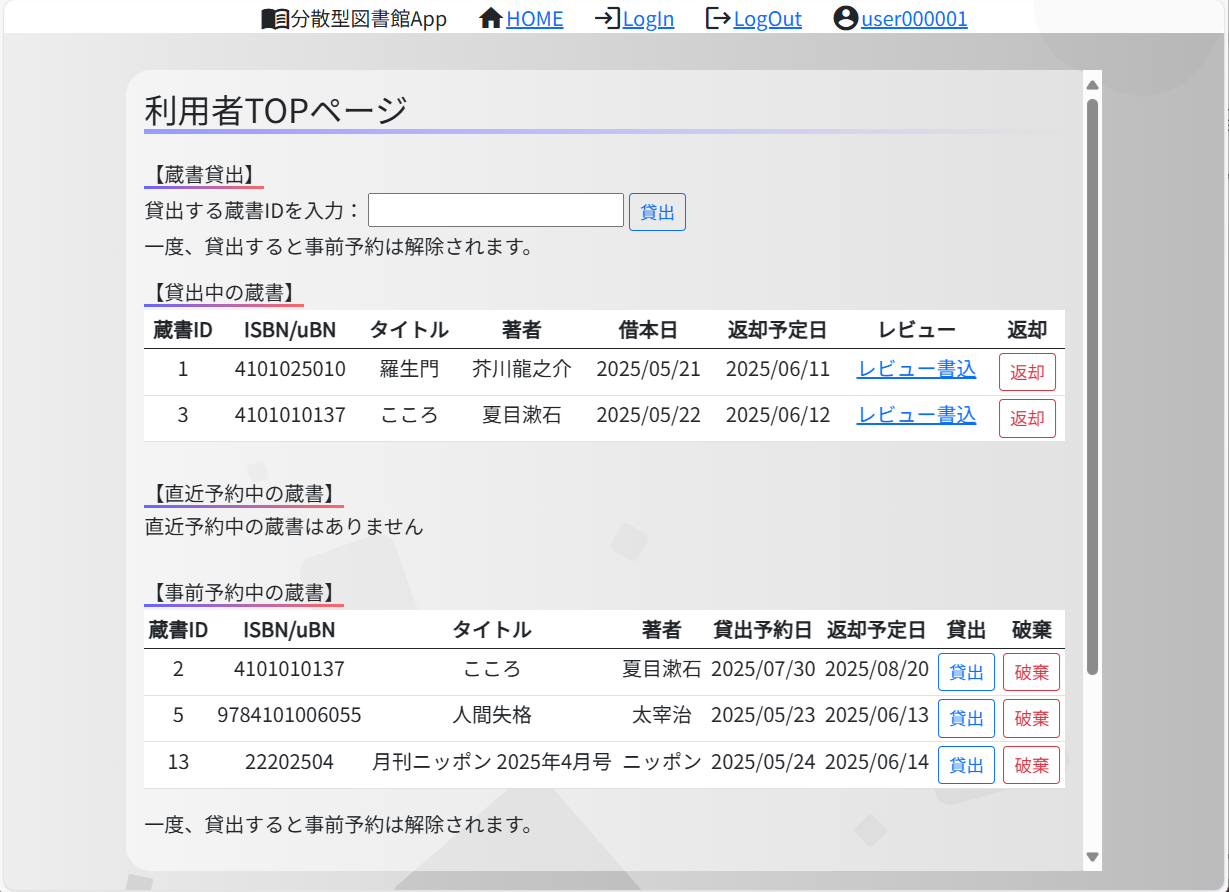 分散型図書館App HOME LogIn LogOut user000001
利用者TOPページ
【蔵書貸出】
貸出する蔵書IDを入力： 貸出
一度、貸出すると事前予約は解除されます。
【貸出中の蔵書】
蔵書ID ISBN/uBN タイトル 著者 借本日 返却予定日 レビュー 返却
1 4101025010 羅生門 芥川龍之介 2025/05/21 2025/06/11 レビュー書込 返却
3 4101010137 こころ 夏目漱石 2025/05/22 2025/06/12 レビュー書込 返却
【直近予約中の蔵書】
直近予約中の蔵書はありません
【事前予約中の蔵書】
蔵書ID ISBN/uBN タイトル 著者 貸出予約日 返却予定日 貸出 破棄
2 4101010137 こころ 夏目漱石 2025/07/30 2025/08/20 貸出 破棄
5 9784101006055 人間失格 太宰治 2025/05/23 2025/06/13 貸出 破棄
13 22202504 月刊ニッポン 2025年4月号 ニッポン 2025/05/24 2025/06/14 貸出 破棄
一度、貸出すると事前予約は解除されます。